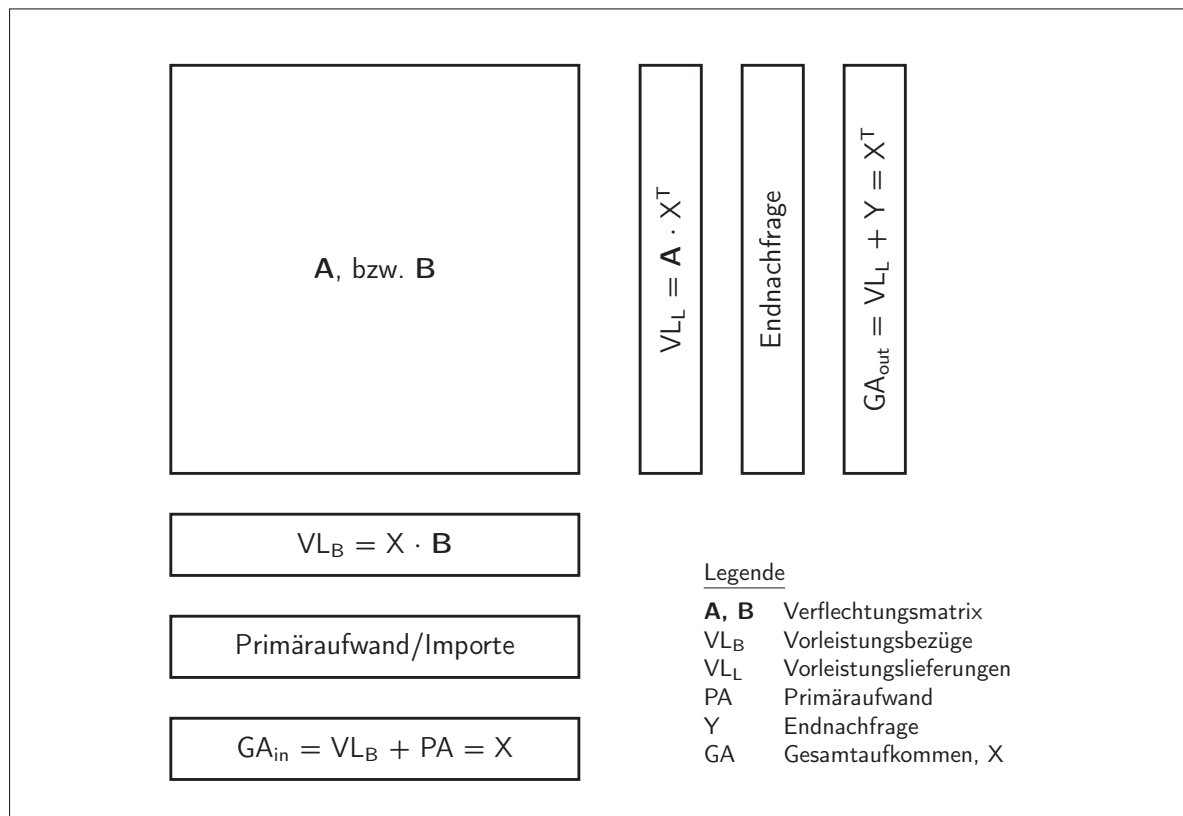 A, bzw. B
VL_L = A · X^T
Endnachfrage
GA_out = VL_L + Y = X^T
VL_B = X · B
Primäraufwand/Importe
GA_in = VL_B + PA = X
Legende
A, B Verflechtungsmatrix
VL_B Vorleistungsbezüge
VL_L Vorleistungslieferungen
PA Primäraufwand
Y Endnachfrage
GA Gesamtaufkommen, X